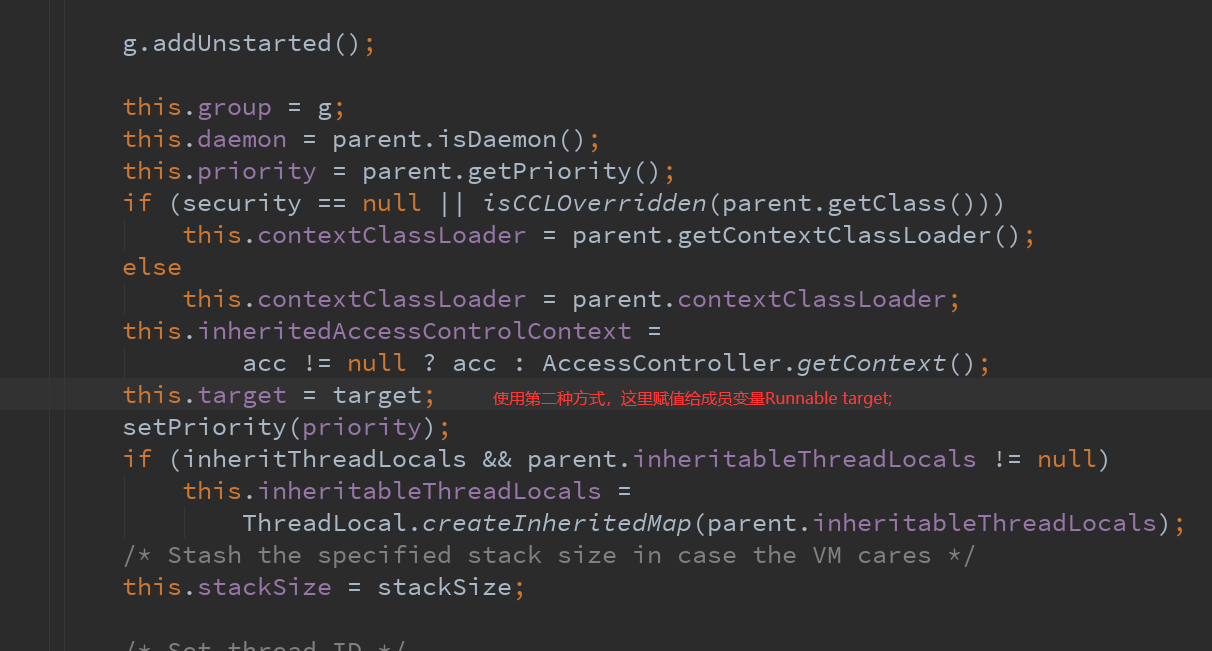 g.addUnstarted();
this.group = g;
this.daemon = parent.isDaemon();
this.priority = parent.getPriority();
if (security == null || isCCLOverridden(parent.getClass()))
this.contextClassLoader = parent.getContextClassLoader();
else
this.contextClassLoader = parent.contextClassLoader;
this.inheritedAccessControlContext =
acc != null ? acc : AccessController.getContext();
this.target = target; 使用第二种方式，这里赋值给成员变量Runnable target;
setPriority(priority);
if (inheritThreadLocals && parent.inheritableThreadLocals != null)
this.inheritableThreadLocals =
ThreadLocal.createInheritedMap(parent.inheritableThreadLocals);
/* Stash the specified stack size in case the VM cares */
this.stackSize = stackSize;
/* Set thread ID */